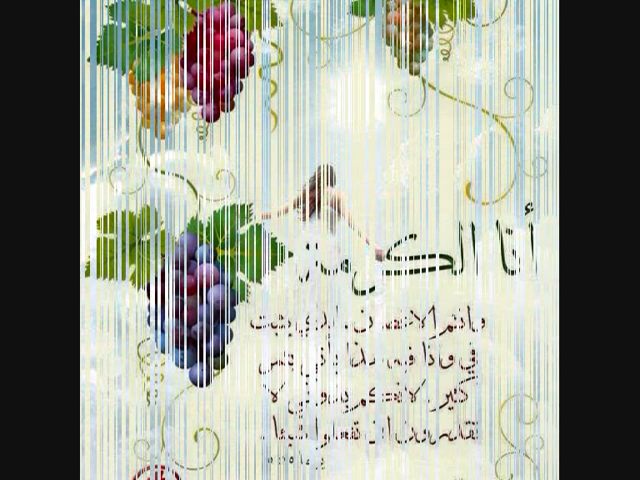 أنا الكرمة
وانتم الاغصان . الذي يثبت
في وانا فيه هذا يأتي بثمر
كثير . لانكم بدوني لا
تقدرون ان تفعلوا شيئا .